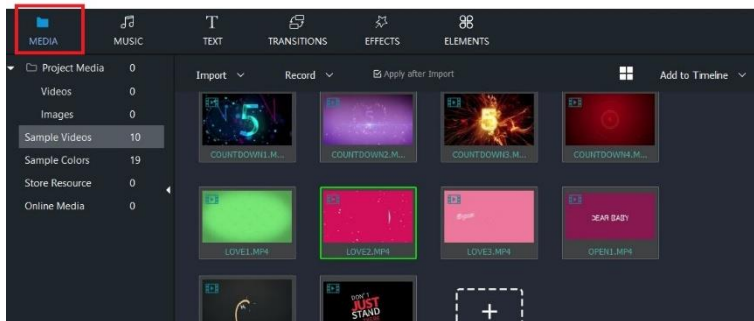 MEDIA
MUSIC
TEXT
TRANSITIONS
EFFECTS
ELEMENTS
Project Media 0
Videos 0
Images 0
Sample Videos 10
Sample Colors 19
Store Resource 0
Online Media 0
Import
Record
Apply after Import
Add to Timeline
5
5
COUNTDOWN1.M...
COUNTDOWN2.M...
COUNTDOWN3.M...
COUNTDOWN4.M...
DEAR BABY
LOVE1.MP4
LOVE2.MP4
LOVE3.MP4
OPEN1.MP4
DON'T
JUST
STAND